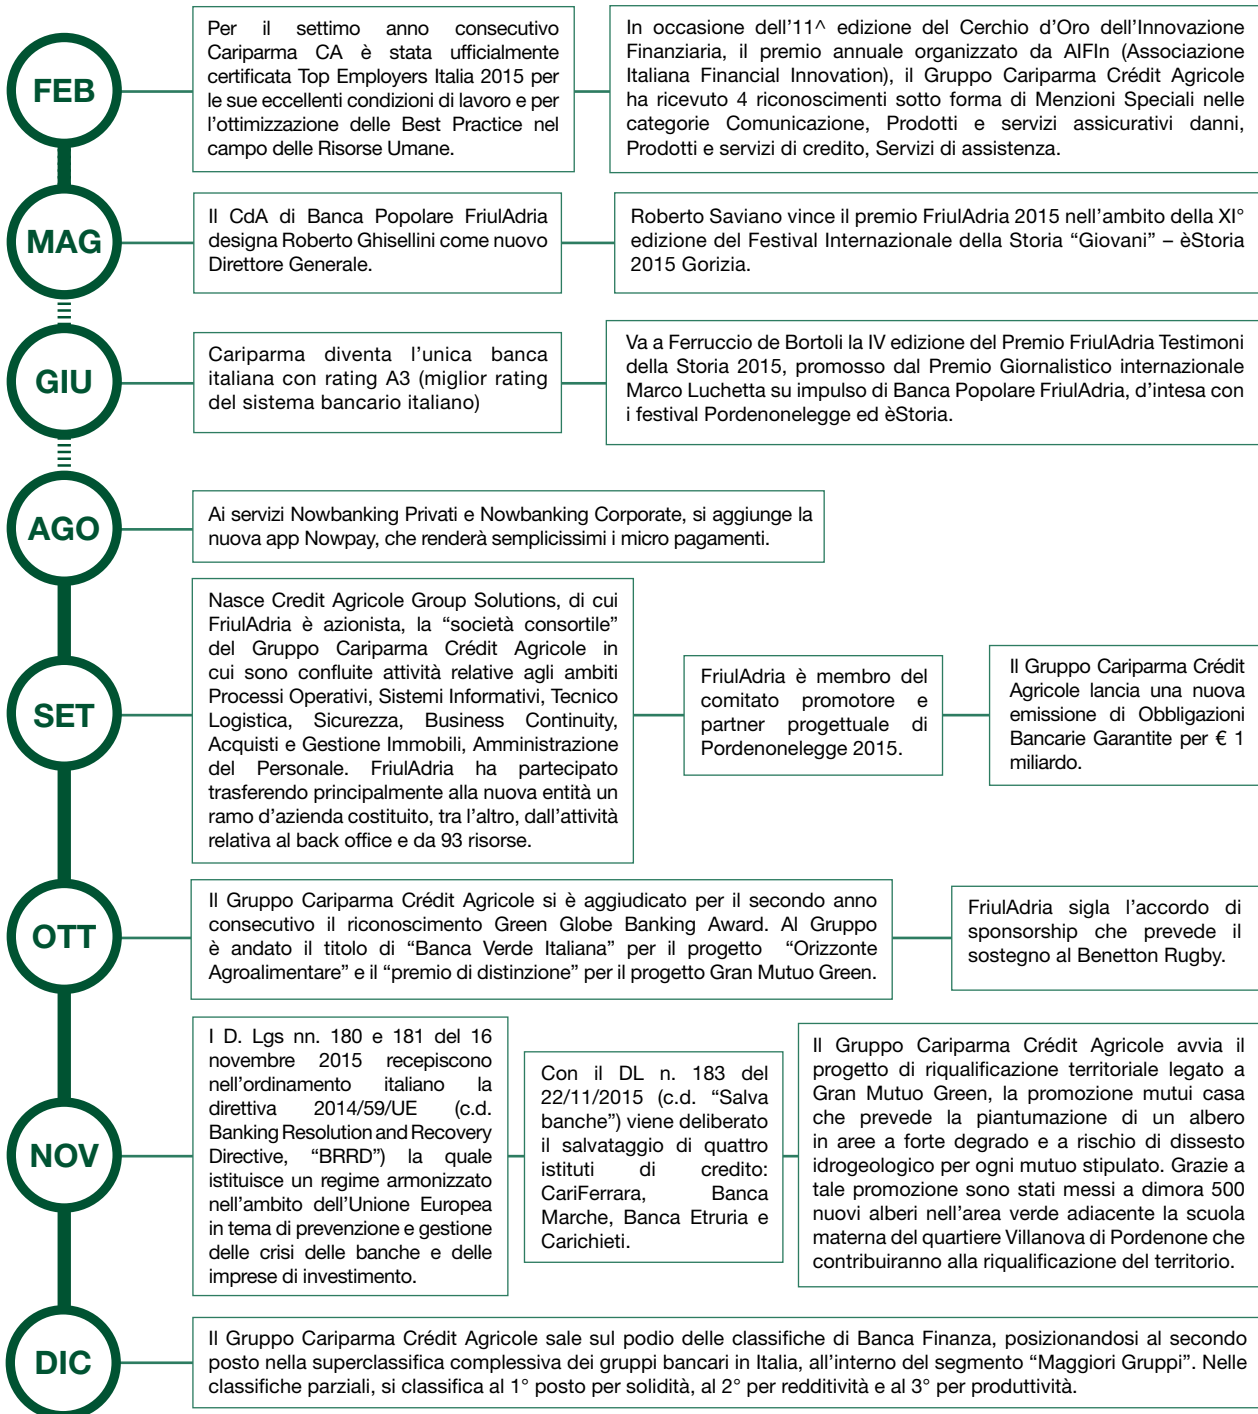 FEB
Per il settimo anno consecutivo
Cariparma CA è stata ufficialmente
certificata Top Employers Italia 2015 per
le sue eccellenti condizioni di lavoro e per
l'ottimizzazione delle Best Practice nel
campo delle Risorse Umane.
In occasione dell'11^ edizione del Cerchio d'Oro dell'Innovazione
Finanziaria, il premio annuale organizzato da AIFIn (Associazione
Italiana Financial Innovation), il Gruppo Cariparma Crédit Agricole
ha ricevuto 4 riconoscimenti sotto forma di Menzioni Speciali nelle
categorie Comunicazione, Prodotti e servizi assicurativi danni,
Prodotti e servizi di credito, Servizi di assistenza.
MAG
Il CdA di Banca Popolare FriulAdria
designa Roberto Ghisellini come nuovo
Direttore Generale.
Roberto Saviano vince il premio FriulAdria 2015 nell'ambito della XI°
edizione del Festival Internazionale della Storia “Giovani” – èStoria
2015 Gorizia.
GIU
Cariparma diventa l'unica banca
italiana con rating A3 (miglior rating
del sistema bancario italiano)
Va a Ferruccio de Bortoli la IV edizione del Premio FriulAdria Testimoni
della Storia 2015, promosso dal Premio Giornalistico internazionale
Marco Luchetta su impulso di Banca Popolare FriulAdria, d'intesa con
i festival Pordenonelegge ed èStoria.
AGO
Ai servizi Nowbanking Privati e Nowbanking Corporate, si aggiunge la
nuova app Nowpay, che renderà semplicissimi i micro pagamenti.
SET
Nasce Credit Agricole Group Solutions, di cui
FriulAdria è azionista, la “società consortile”
del Gruppo Cariparma Crédit Agricole in
cui sono confluite attività relative agli ambiti
Processi Operativi, Sistemi Informativi, Tecnico
Logistica, Sicurezza, Business Continuity,
Acquisti e Gestione Immobili, Amministrazione
del Personale. FriulAdria ha partecipato
trasferendo principalmente alla nuova entità un
ramo d'azienda costituito, tra l'altro, dall'attività
relativa al back office e da 93 risorse.
FriulAdria è membro del
comitato promotore e
partner progettuale di
Pordenonelegge 2015.
Il Gruppo Cariparma Crédit
Agricole lancia una nuova
emissione di Obbligazioni
Bancarie Garantite per € 1
miliardo.
OTT
Il Gruppo Cariparma Crédit Agricole si è aggiudicato per il secondo anno
consecutivo il riconoscimento Green Globe Banking Award. Al Gruppo
è andato il titolo di “Banca Verde Italiana” per il progetto “Orizzonte
Agroalimentare” e il “premio di distinzione” per il progetto Gran Mutuo Green.
FriulAdria sigla l'accordo di
sponsorship che prevede il
sostegno al Benetton Rugby.
NOV
I D. Lgs nn. 180 e 181 del 16
novembre 2015 recepiscono
nell'ordinamento italiano la
direttiva 2014/59/UE (c.d.
Banking Resolution and Recovery
Directive, “BRRD”) la quale
istituisce un regime armonizzato
nell'ambito dell'Unione Europea
in tema di prevenzione e gestione
delle crisi delle banche e delle
imprese di investimento.
Con il DL n. 183 del
22/11/2015 (c.d. “Salva
banche”) viene deliberato
il salvataggio di quattro
istituti di credito:
CariFerrara, Banca
Marche, Banca Etruria e
Carichieti.
Il Gruppo Cariparma Crédit Agricole avvia il
progetto di riqualificazione territoriale legato a
Gran Mutuo Green, la promozione mutui casa
che prevede la piantumazione di un albero
in aree a forte degrado e a rischio di dissesto
idrogeologico per ogni mutuo stipulato. Grazie a
tale promozione sono stati messi a dimora 500
nuovi alberi nell'area verde adiacente la scuola
materna del quartiere Villanova di Pordenone che
contribuiranno alla riqualificazione del territorio.
DIC
Il Gruppo Cariparma Crédit Agricole sale sul podio delle classifiche di Banca Finanza, posizionandosi al secondo
posto nella superclassifica complessiva dei gruppi bancari in Italia, all'interno del segmento “Maggiori Gruppi”. Nelle
classifiche parziali, si classifica al 1° posto per solidità, al 2° per redditività e al 3° per produttività.